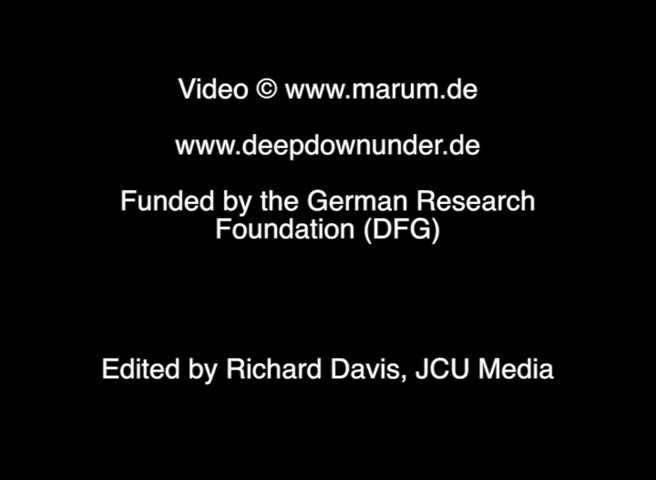 Video © www.marum.de
www.deepdownunder.de
Funded by the German Research
Foundation (DFG)
Edited by Richard Davis, JCU Media